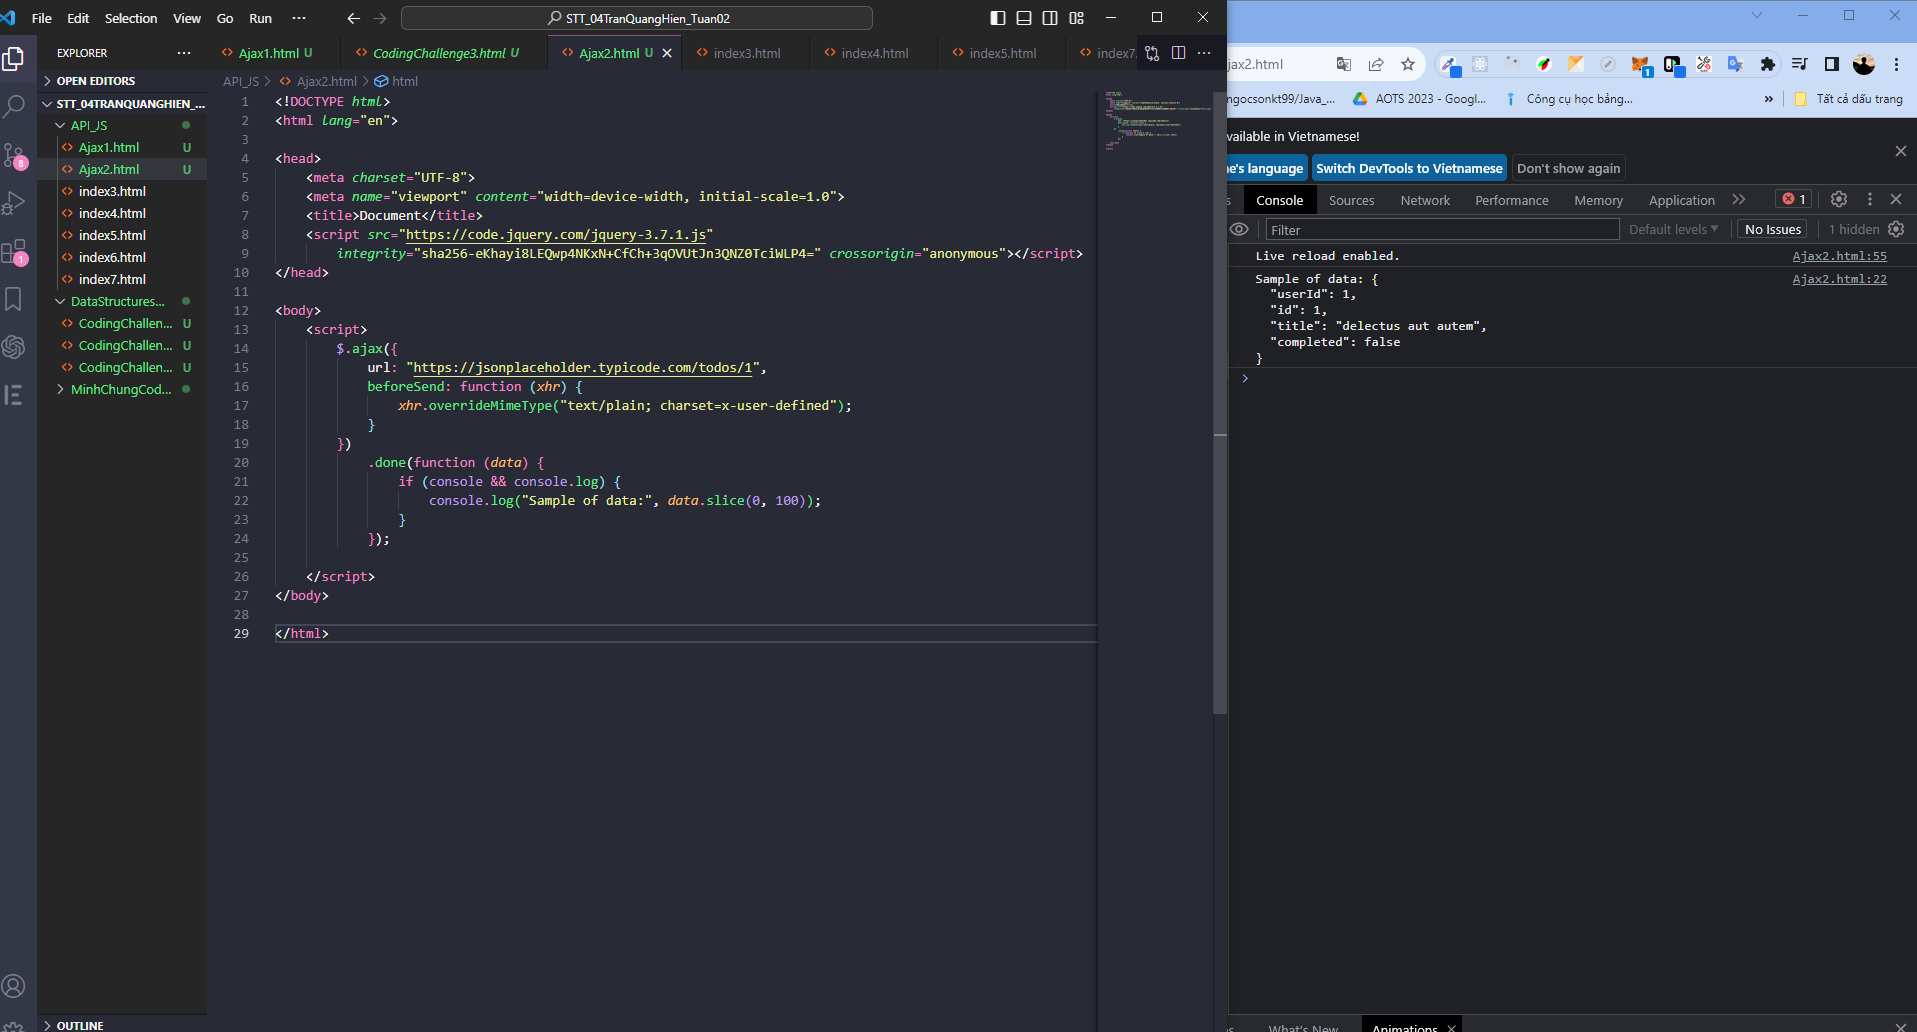 File Edit Selection View Go Run ··· STT_04TranQuangHien_Tuan02
EXPLORER ···
OPEN EDITORS
STT_04TRANQUANGHIEN_...
API_JS
Ajax1.html U
Ajax2.html U
index3.html
index4.html
index5.html
index6.html
index7.html
DataStructures...
CodingChallen... U
CodingChallen... U
CodingChallen... U
MinhChungCod...
OUTLINE
8
1
Ajax1.html U CodingChallenge3.html U Ajax2.html U index3.html index4.html index5.html index7. ···
API_JS > Ajax2.html > html
1 <!DOCTYPE html>
2 <html lang="en">
3
4 <head>
5 <meta charset="UTF-8">
6 <meta name="viewport" content="width=device-width, initial-scale=1.0">
7 <title>Document</title>
8 <script src="https://code.jquery.com/jquery-3.7.1.js"
9 integrity="sha256-eKhayi8LEQwp4NKxN+CfCh+3qOVUtJn3QNZ0TciWLP4=" crossorigin="anonymous"></script>
10 </head>
11
12 <body>
13 <script>
14 $.ajax({
15 url: "https://jsonplaceholder.typicode.com/todos/1",
16 beforeSend: function (xhr) {
17 xhr.overrideMimeType("text/plain; charset=x-user-defined");
18 }
19 })
20 .done(function (data) {
21 if (console && console.log) {
22 console.log("Sample of data:", data.slice(0, 100));
23 }
24 });
25
26 </script>
27 </body>
28
29 </html>
jax2.html
1
ngocsonkt99/Java_... AOTS 2023 - Googl... Công cụ học bảng... » Tất cả dấu trang
vailable in Vietnamese!
e's language Switch DevTools to Vietnamese Don't show again
s Console Sources Network Performance Memory Application 1
Filter Default levels No Issues 1 hidden
Live reload enabled. Ajax2.html:55
Sample of data: { Ajax2.html:22
"userId": 1,
"id": 1,
"title": "delectus aut autem",
"completed": false
}
>
What's New Animations